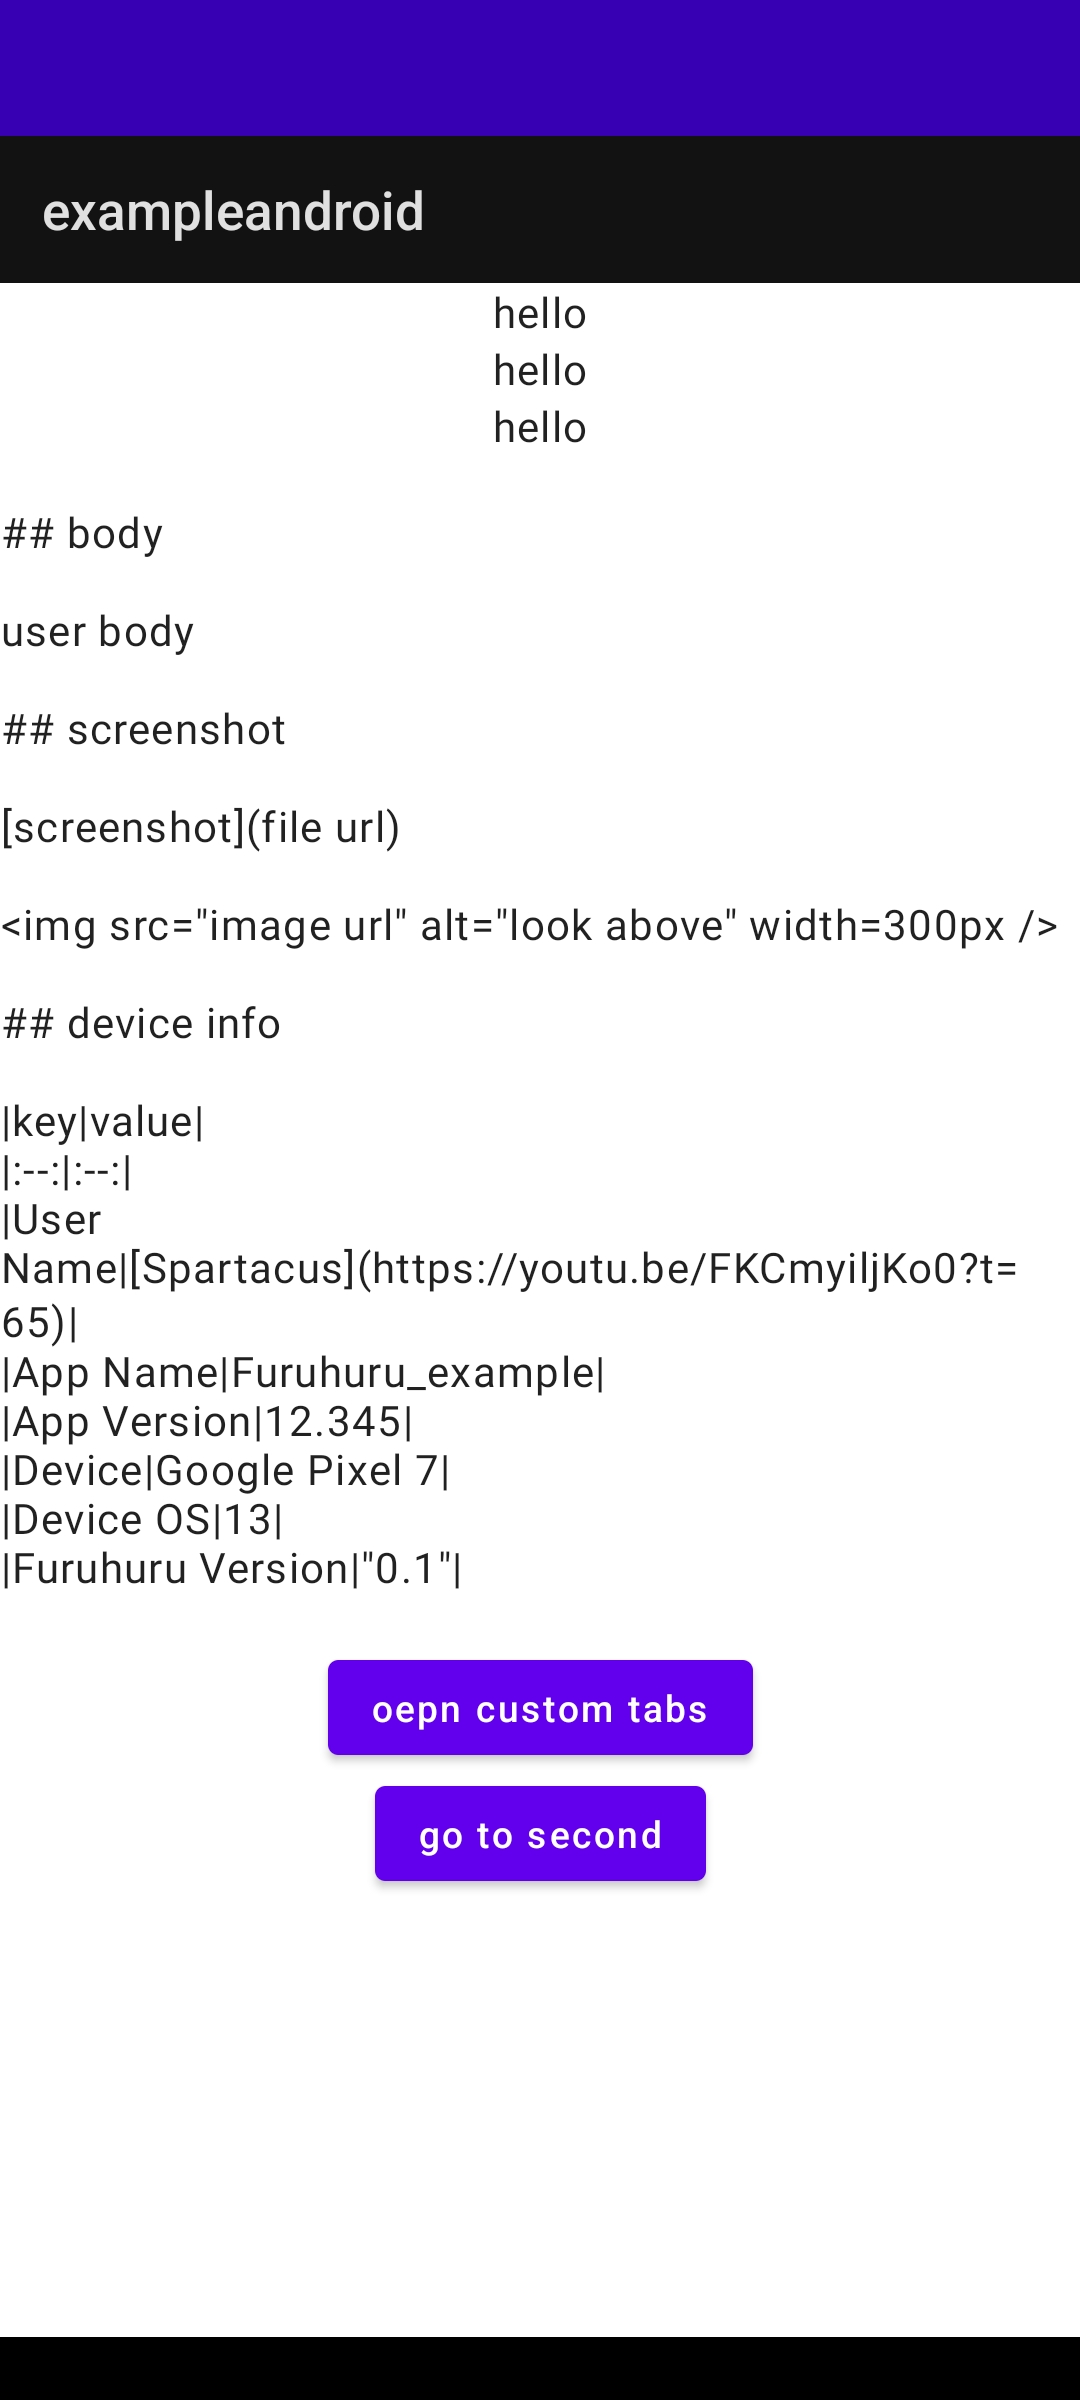 exampleandroid
hello
hello
hello
## body
user body
## screenshot
[screenshot](file url)
<img src="image url" alt="look above" width=300px />
## device info
|key|value|
|:--:|:--:|
|User
Name|[Spartacus](https://youtu.be/FKCmyiljKo0?t=
65)|
|App Name|Furuhuru_example|
|App Version|12.345|
|Device|Google Pixel 7|
|Device OS|13|
|Furuhuru Version|"0.1"|
oepn custom tabs
go to second